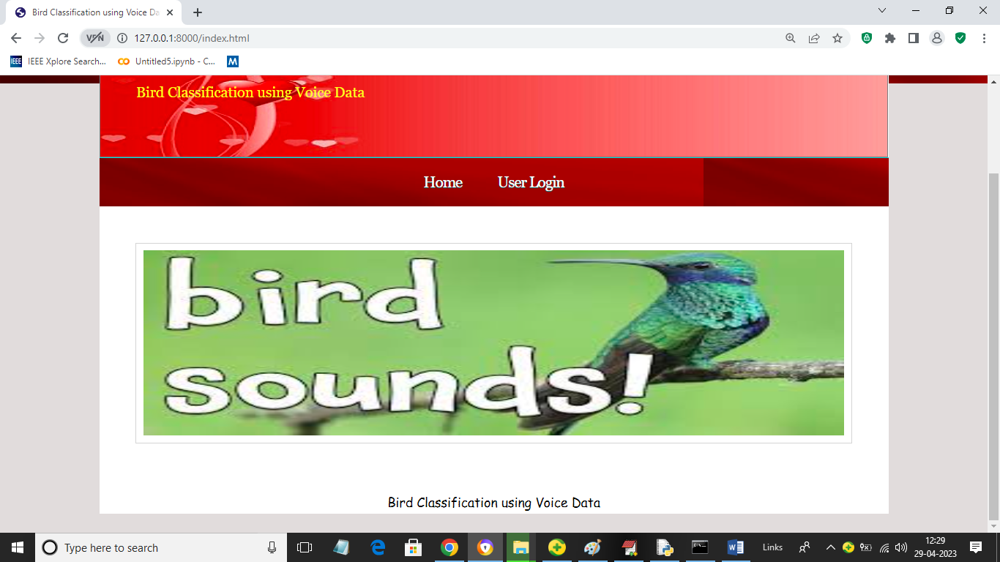 Bird Classification using Voice Da
VPN
127.0.0.1:8000/index.html
IEEE
IEEE Xplore Search...
Untitled5.ipynb - C...
M
Bird Classification using Voice Data
Home
User Login
bird
sounds!
Bird Classification using Voice Data
Type here to search
Links
12:29
29-04-2023